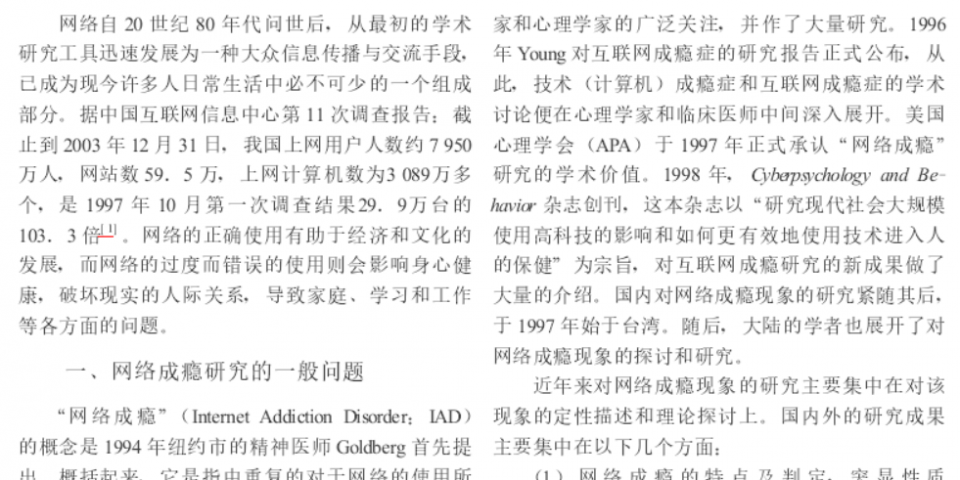 网络自 20 世纪 80 年代问世后，从最初的学术
研究工具迅速发展为一种大众信息传播与交流手段，
已成为现今许多人日常生活中必不可少的一个组成
部分。据中国互联网信息中心第 11 次调查报告：截
止到 2003 年 12 月 31 日，我国上网用户人数约 7 950
万人，网站数 59．5 万，上网计算机数为3 089万多
个，是 1997 年 10 月第一次调查结果29．9万台的
103．3 倍[1]。网络的正确使用有助于经济和文化的
发展，而网络的过度而错误的使用则会影响身心健
康，破坏现实的人际关系，导致家庭、学习和工作
等各方面的问题。
一、网络成瘾研究的一般问题
“网络成瘾”（Internet Addiction Disorder；IAD）
的概念是 1994 年纽约市的精神医师 Goldberg 首先提
出，概括起来，它是指由重复的对于网络的使用所
家和心理学家的广泛关注，并作了大量研究。1996
年 Young 对互联网成瘾症的研究报告正式公布，从
此，技术（计算机）成瘾症和互联网成瘾症的学术
讨论便在心理学家和临床医师中间深入展开。美国
心理学会（APA）于 1997 年正式承认“网络成瘾”
研究的学术价值。1998 年，Cyberpsychology and Be-
havior 杂志创刊，这本杂志以“研究现代社会大规模
使用高科技的影响和如何更有效地使用技术进入人
的保健”为宗旨，对互联网成瘾研究的新成果做了
大量的介绍。国内对网络成瘾现象的研究紧随其后，
于 1997 年始于台湾。随后，大陆的学者也展开了对
网络成瘾现象的探讨和研究。
近年来对网络成瘾现象的研究主要集中在对该
现象的定性描述和理论探讨上。国内外的研究成果
主要集中在以下几个方面：
（1）网络成瘾的特点及判定，突显性质